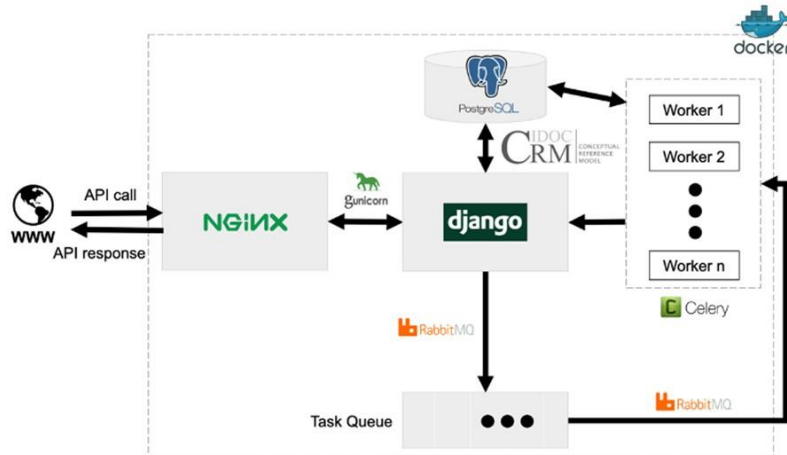 docker
PostgreSQL
Worker 1
CIDOC
CRM
CONCEPTUAL
REFERENCE
MODEL
Worker 2
API call
gunicorn
NGINX
django
WWW
API response
Worker n
C Celery
RabbitMQ
RabbitMQ
Task Queue